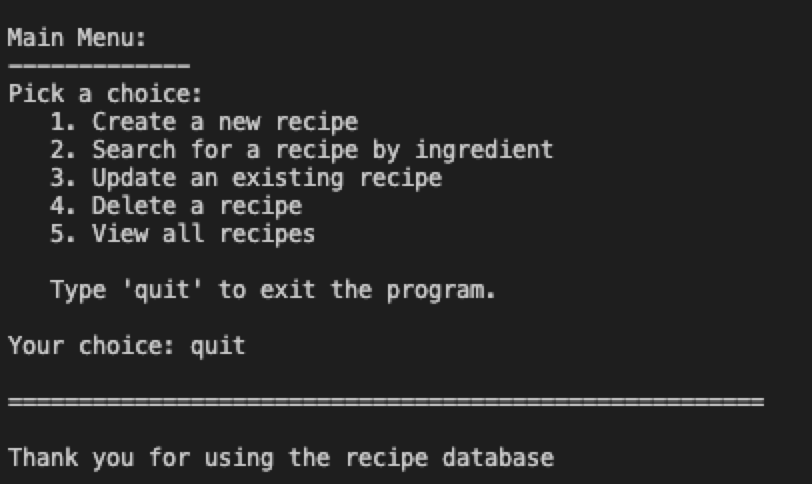 Main Menu:
-------------
Pick a choice:
   1. Create a new recipe
   2. Search for a recipe by ingredient
   3. Update an existing recipe
   4. Delete a recipe
   5. View all recipes

   Type 'quit' to exit the program.

Your choice: quit

======================================================

Thank you for using the recipe database